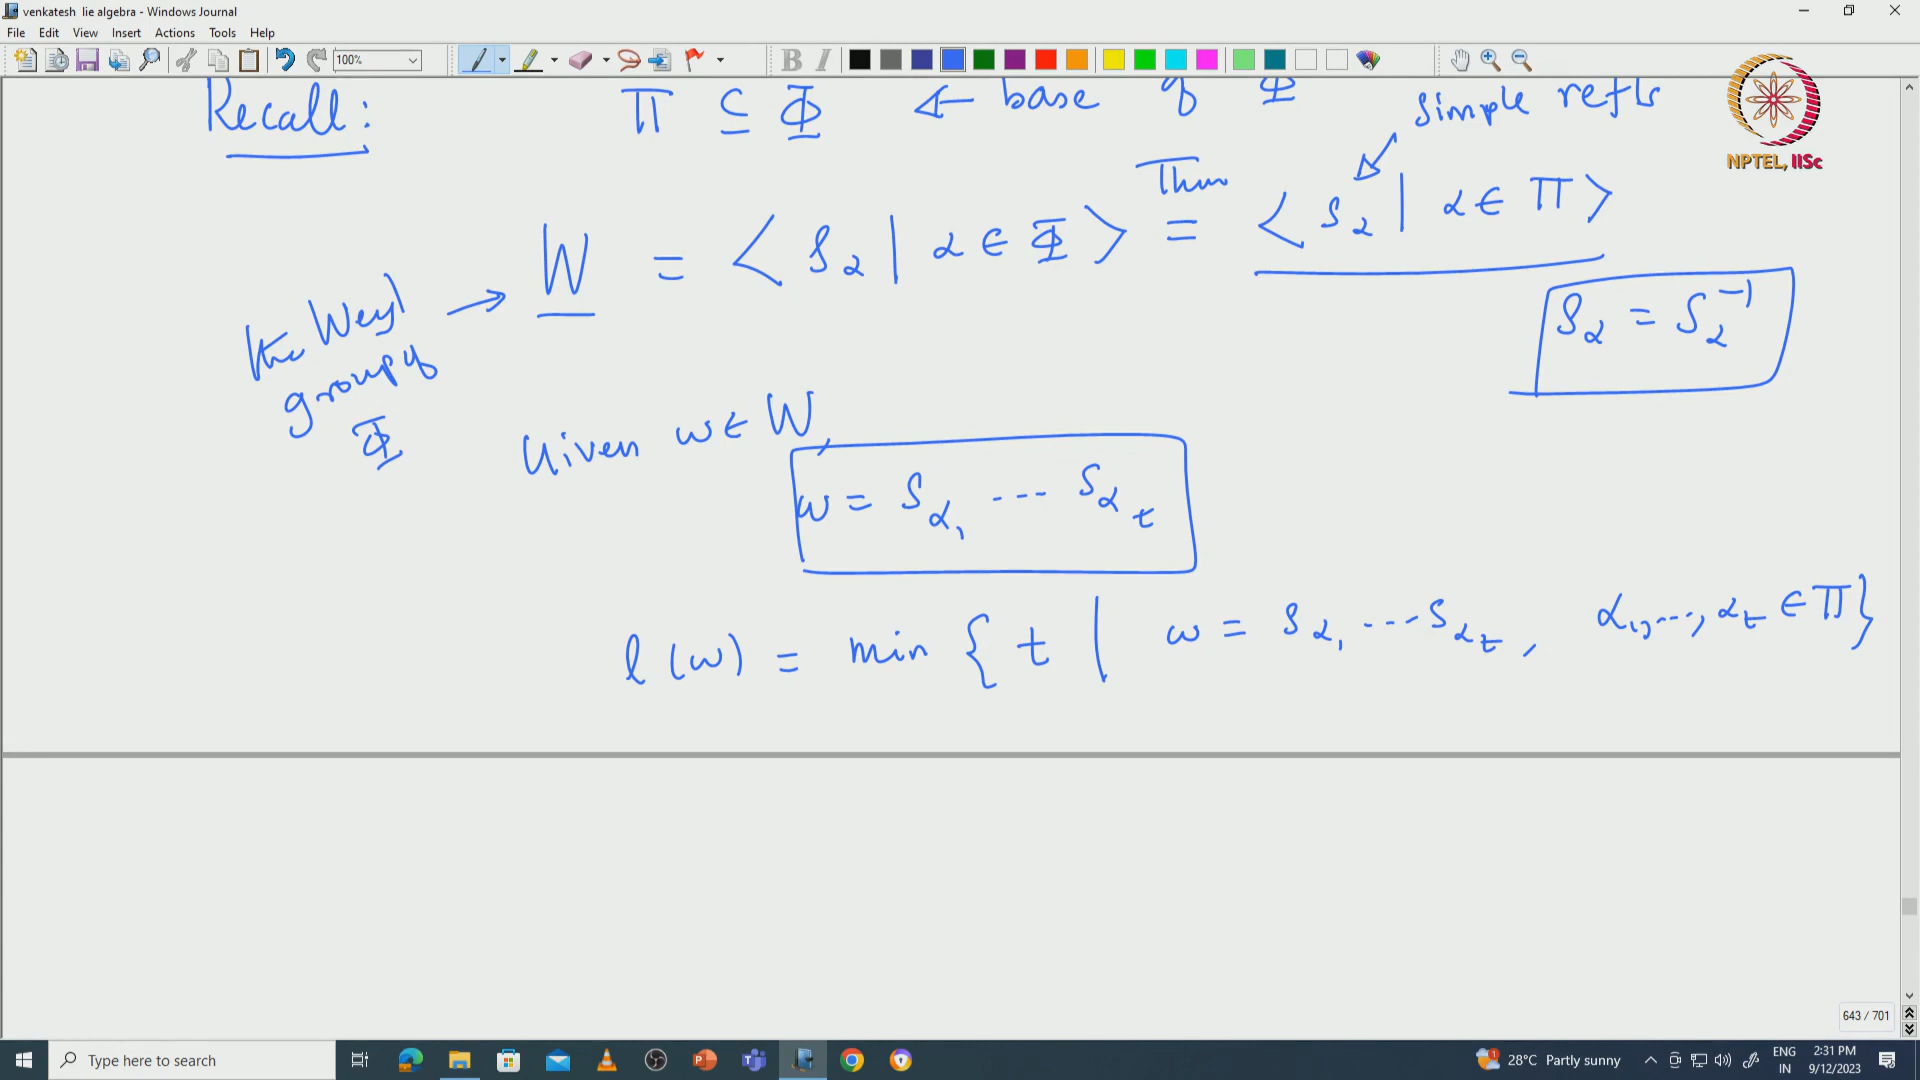 venkatesh lie algebra - Windows Journal
File Edit View Insert Actions Tools Help
100%
B I
NPTEL, IISc
Recall: Π ⊆ Φ ← base of Φ
simple refls
W = < s_α | α ∈ Φ > Thm = < s_α | α ∈ Π >
the Weyl group of Φ →
s_α = s_α^{-1}
Given w ∈ W,
w = s_{α_1} --- s_{α_t}
l(w) = min { t | w = s_{α_1} ---- s_{α_t}, α_1, ..., α_t ∈ Π }
643 / 701
Type here to search
1
28°C Partly sunny
ENG
IN
2:31 PM
9/12/2023